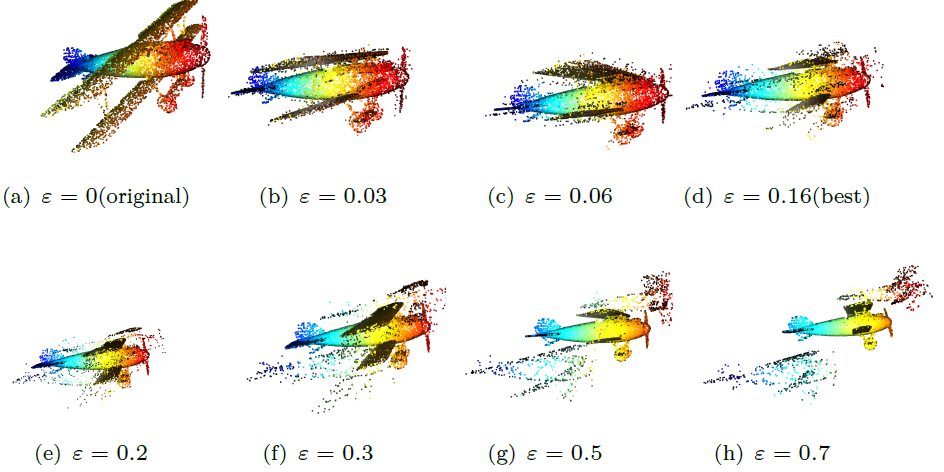 (a) ε = 0(original) (b) ε = 0.03 (c) ε = 0.06 (d) ε = 0.16(best)
(e) ε = 0.2 (f) ε = 0.3 (g) ε = 0.5 (h) ε = 0.7